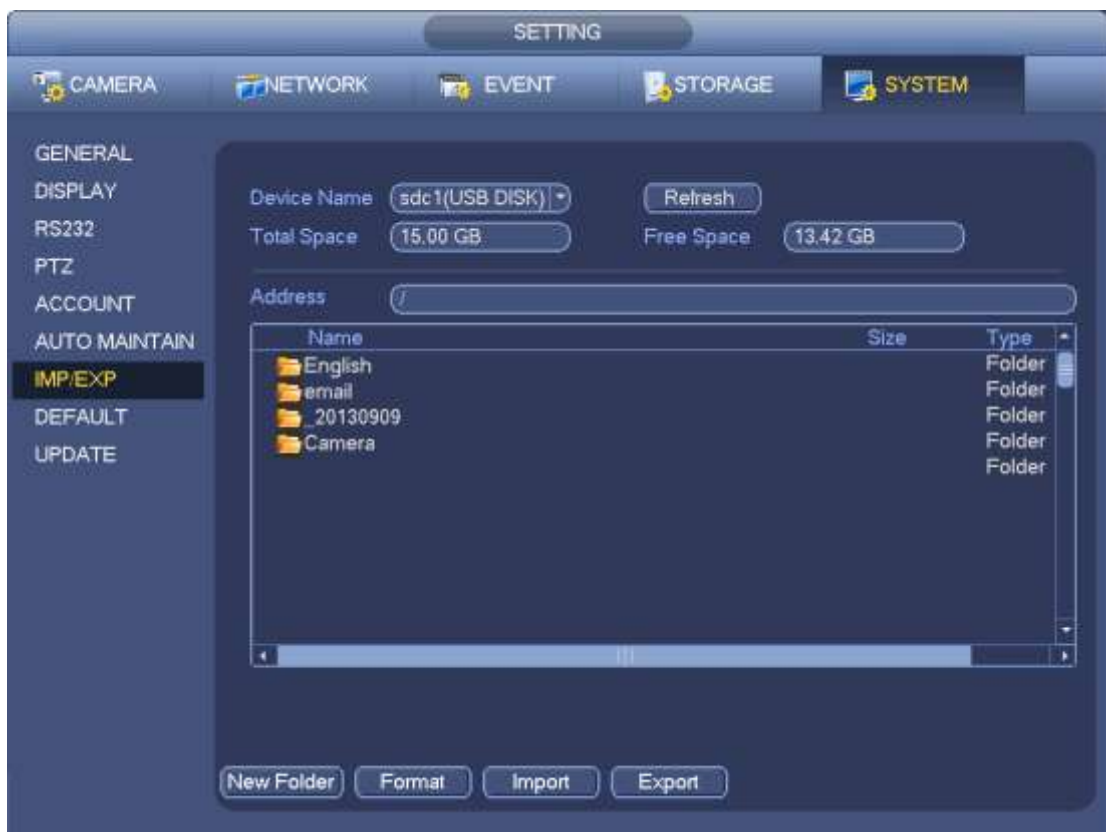 SETTING
CAMERA NETWORK EVENT STORAGE SYSTEM
GENERAL
DISPLAY
RS232
PTZ
ACCOUNT
AUTO MAINTAIN
IMP/EXP
DEFAULT
UPDATE
Device Name sdc1(USB DISK) Refresh
Total Space 15.00 GB Free Space 13.42 GB
Address /
Name Size Type
English Folder
email Folder
_20130909 Folder
Camera Folder
Folder
New Folder Format Import Export